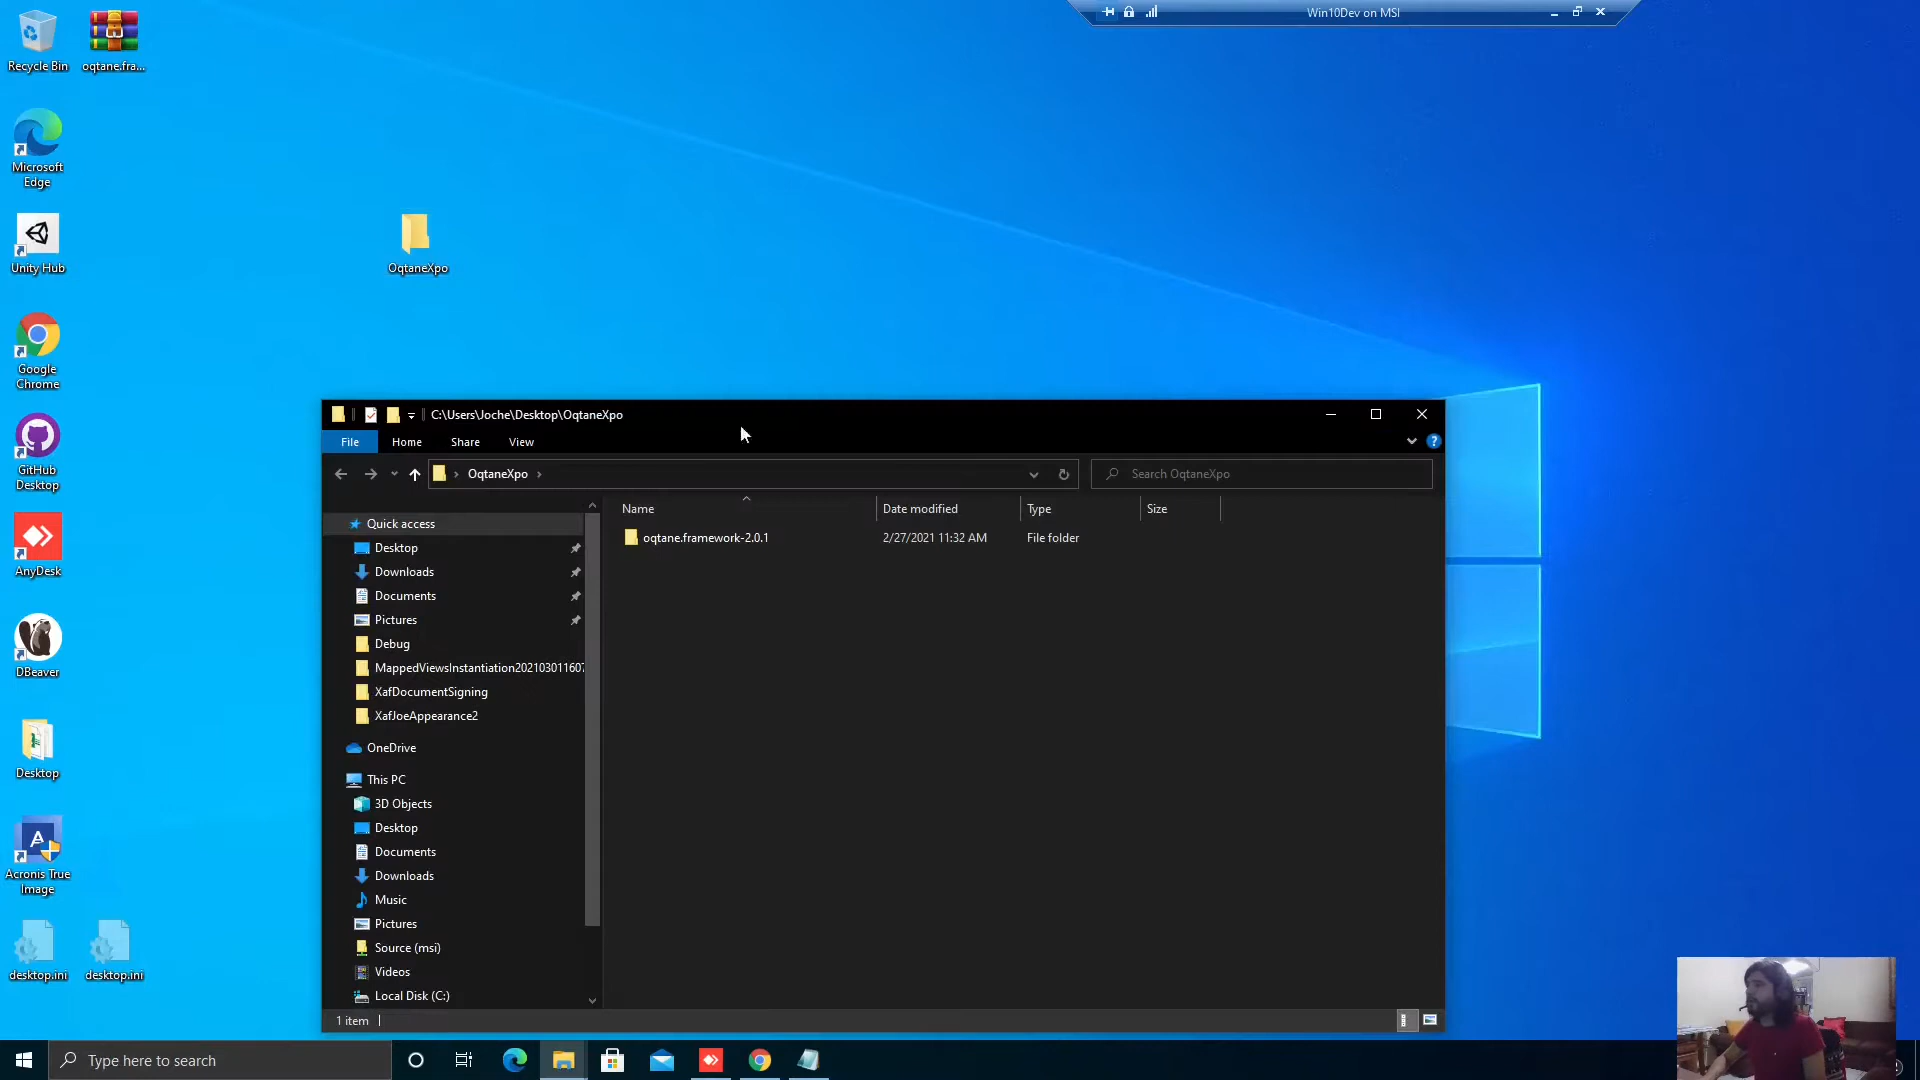 Win10Dev on MSI
Recycle Bin
oqtane.fra...
Microsoft
Edge
Unity Hub
OqtaneXpo
Google
Chrome
GitHub
Desktop
AnyDesk
DBeaver
Desktop
Acronis True
Image
desktop.ini
desktop.ini
C:\Users\Joche\Desktop\OqtaneXpo
File
Home
Share
View
OqtaneXpo
Search OqtaneXpo
Name
Date modified
Type
Size
oqtane.framework-2.0.1
2/27/2021 11:32 AM
File folder
Quick access
Desktop
Downloads
Documents
Pictures
Debug
MappedViewsInstantiation20210301160
XafDocumentSigning
XafJoeAppearance2
OneDrive
This PC
3D Objects
Desktop
Documents
Downloads
Music
Pictures
Source (msi)
Videos
Local Disk (C:)
1 item
Type here to search